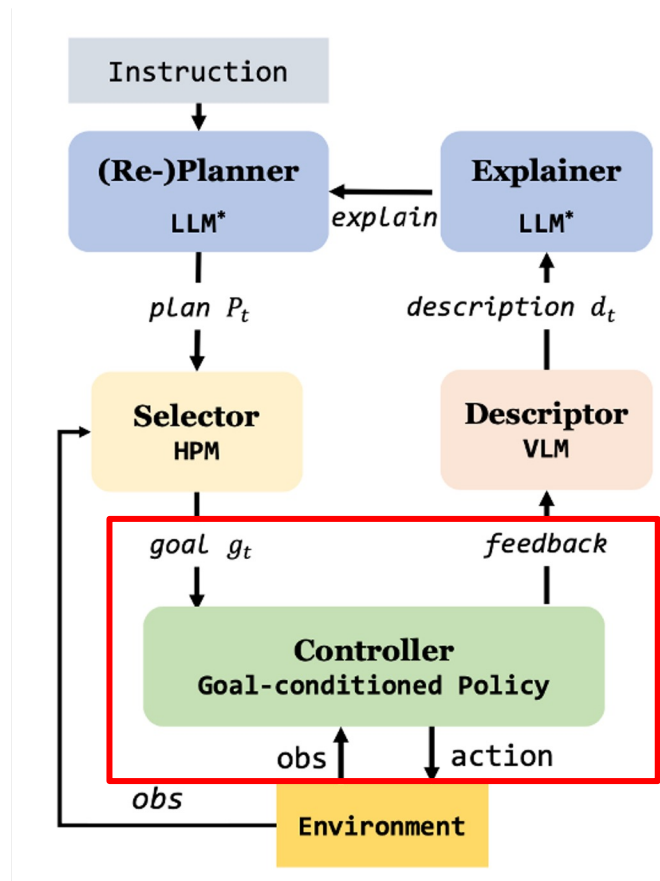 Instruction
(Re-)Planner
LLM*
explain
Explainer
LLM*
plan Pₜ
description dₜ
Selector
HPM
Descriptor
VLM
goal gₜ
feedback
Controller
Goal-conditioned Policy
obs
action
obs
Environment